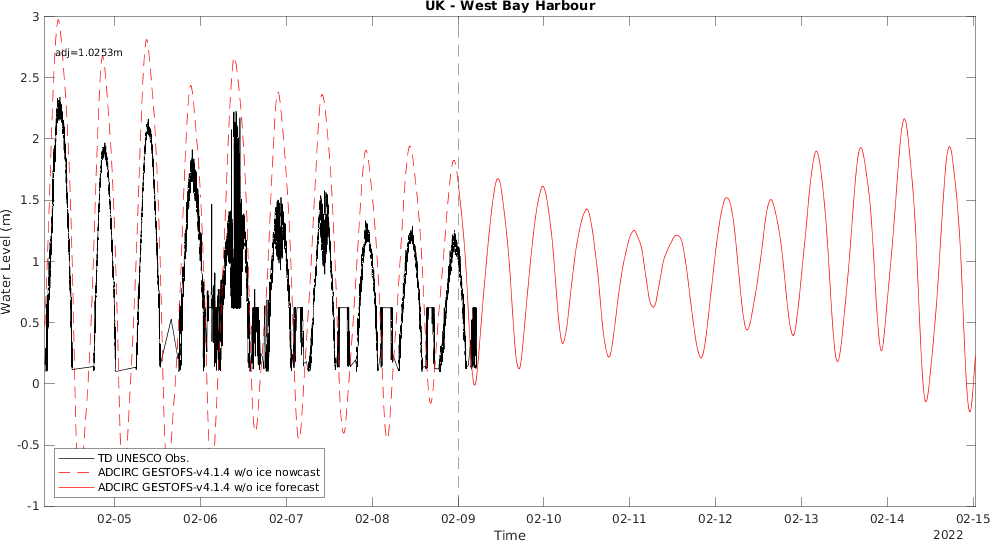 UK - West Bay Harbour
3
adj=1.0253m
2.5
2
1.5
1
0.5
0
-0.5
-1
Water Level (m)
TD UNESCO Obs.
ADCIRC GESTOFS-v4.1.4 w/o ice nowcast
ADCIRC GESTOFS-v4.1.4 w/o ice forecast
02-05 02-06 02-07 02-08 02-09 02-10 02-11 02-12 02-13 02-14 02-15
Time
2022